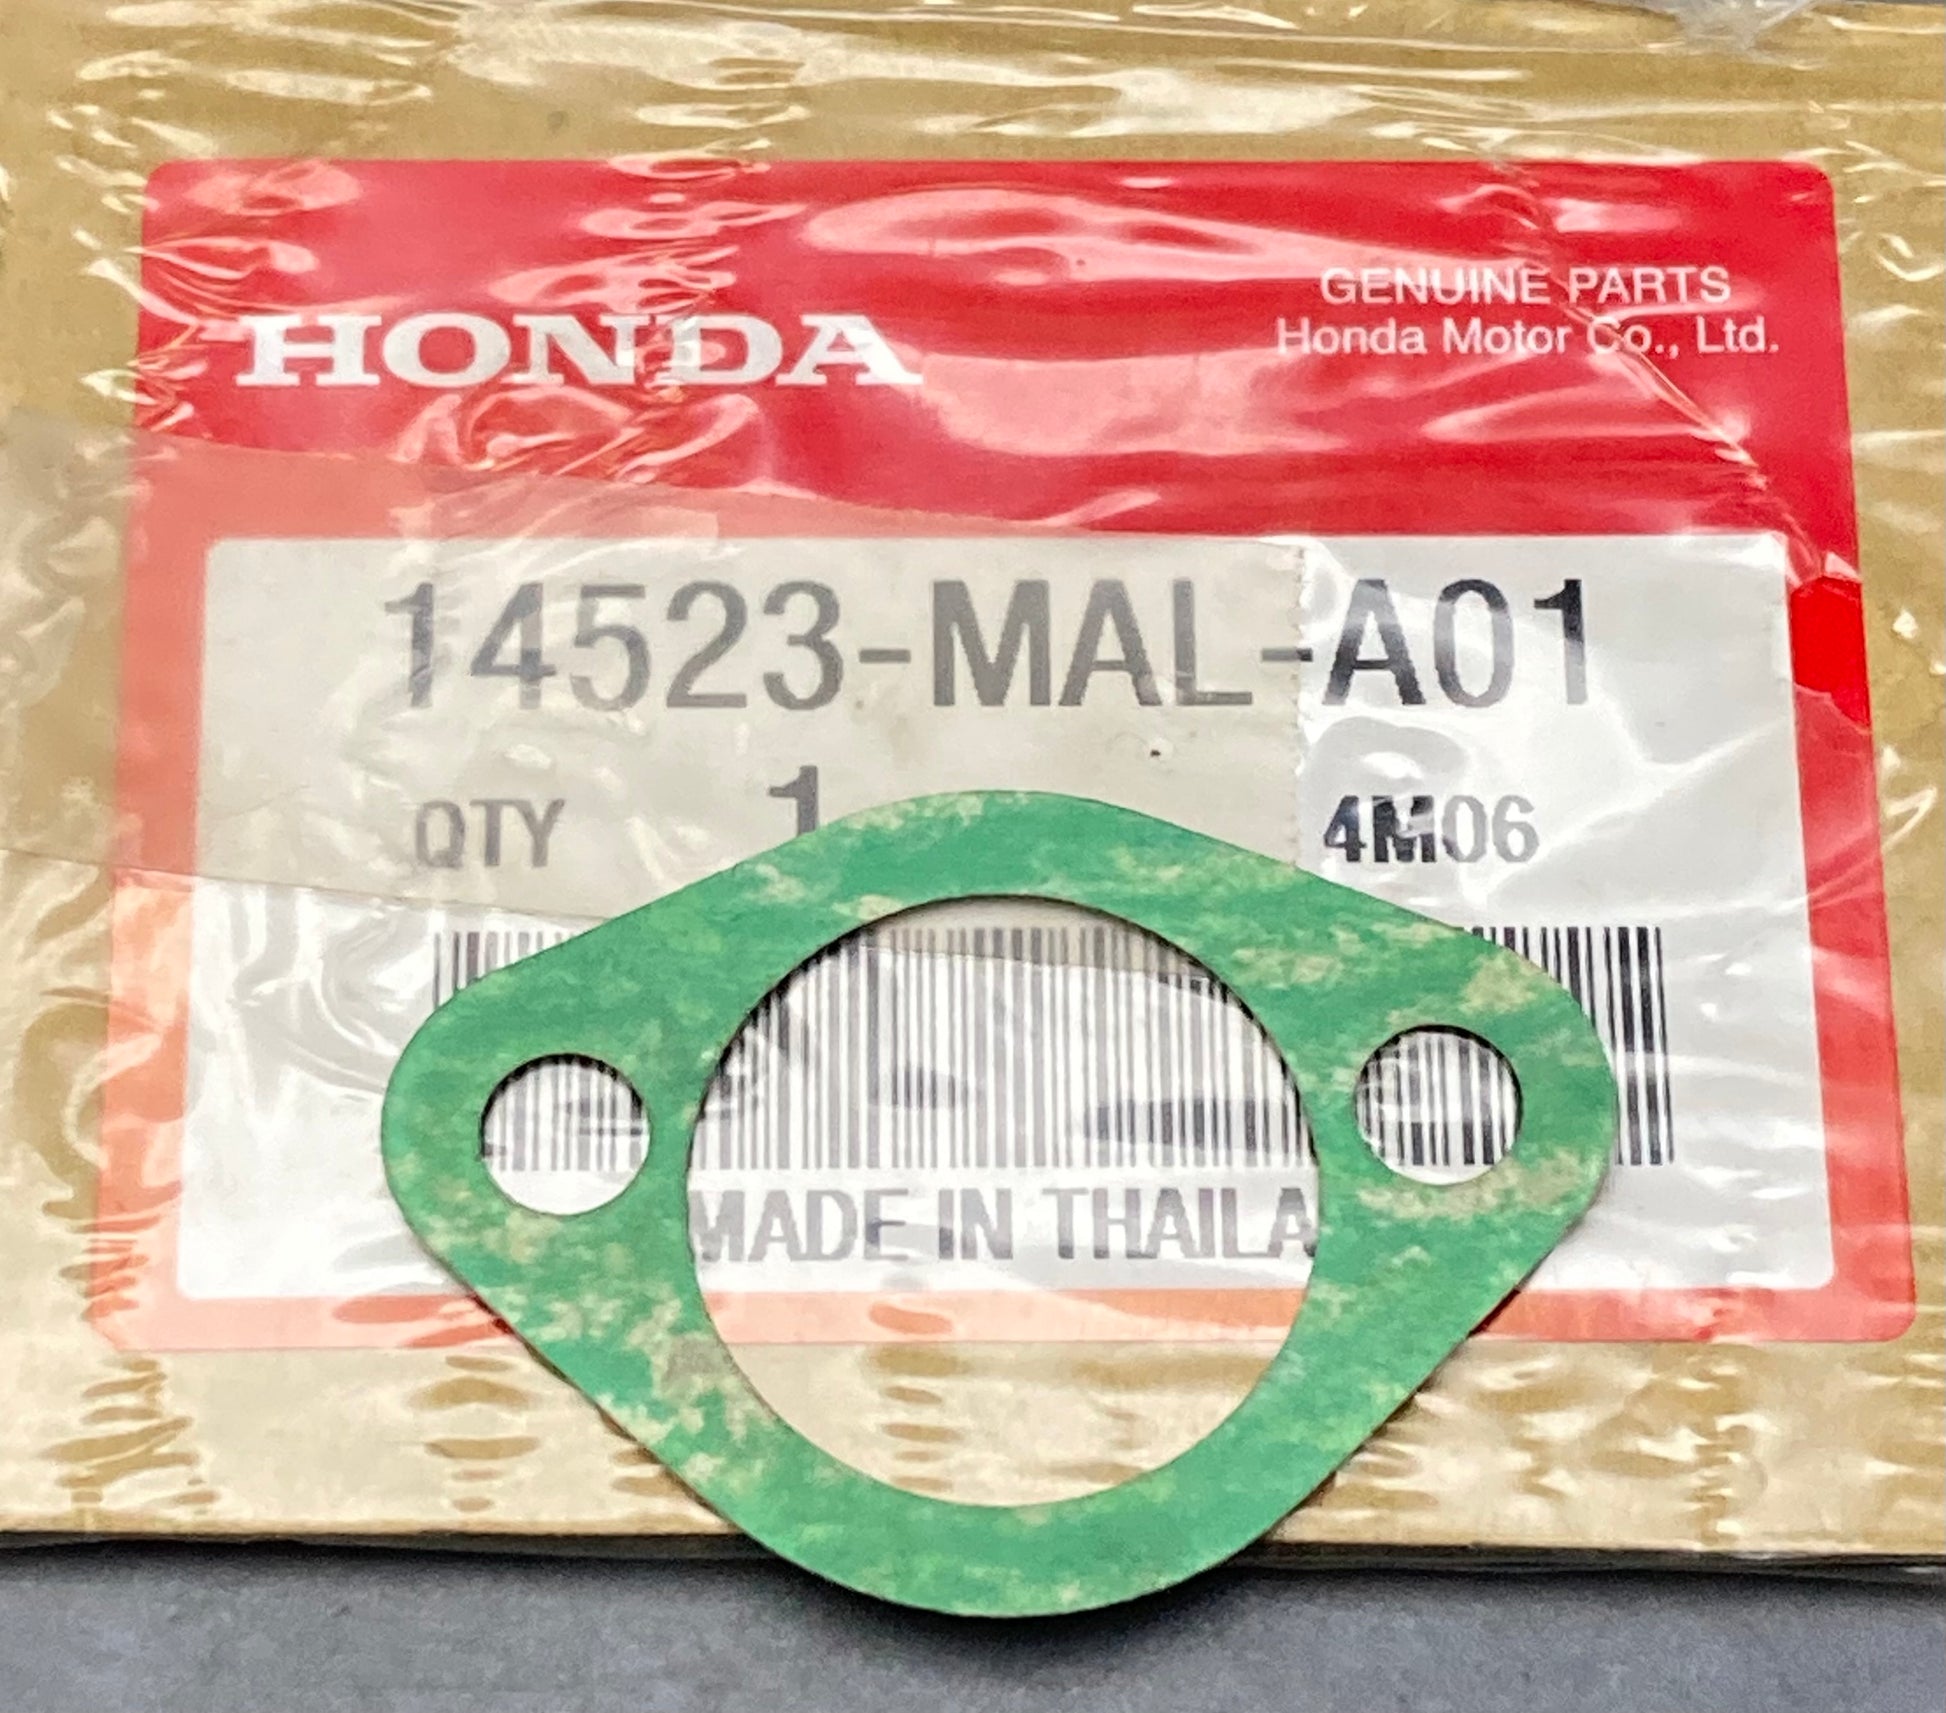 HONDA
GENUINE PARTS
Honda Motor Co., Ltd.
14523-MAL-A01
QTY 1 4M06
MADE IN THAILA